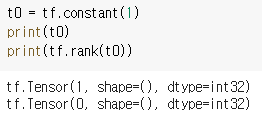 t0 = tf.constant(1)
print(t0)
print(tf.rank(t0))
tf.Tensor(1, shape=(), dtype=int32)
tf.Tensor(0, shape=(), dtype=int32)